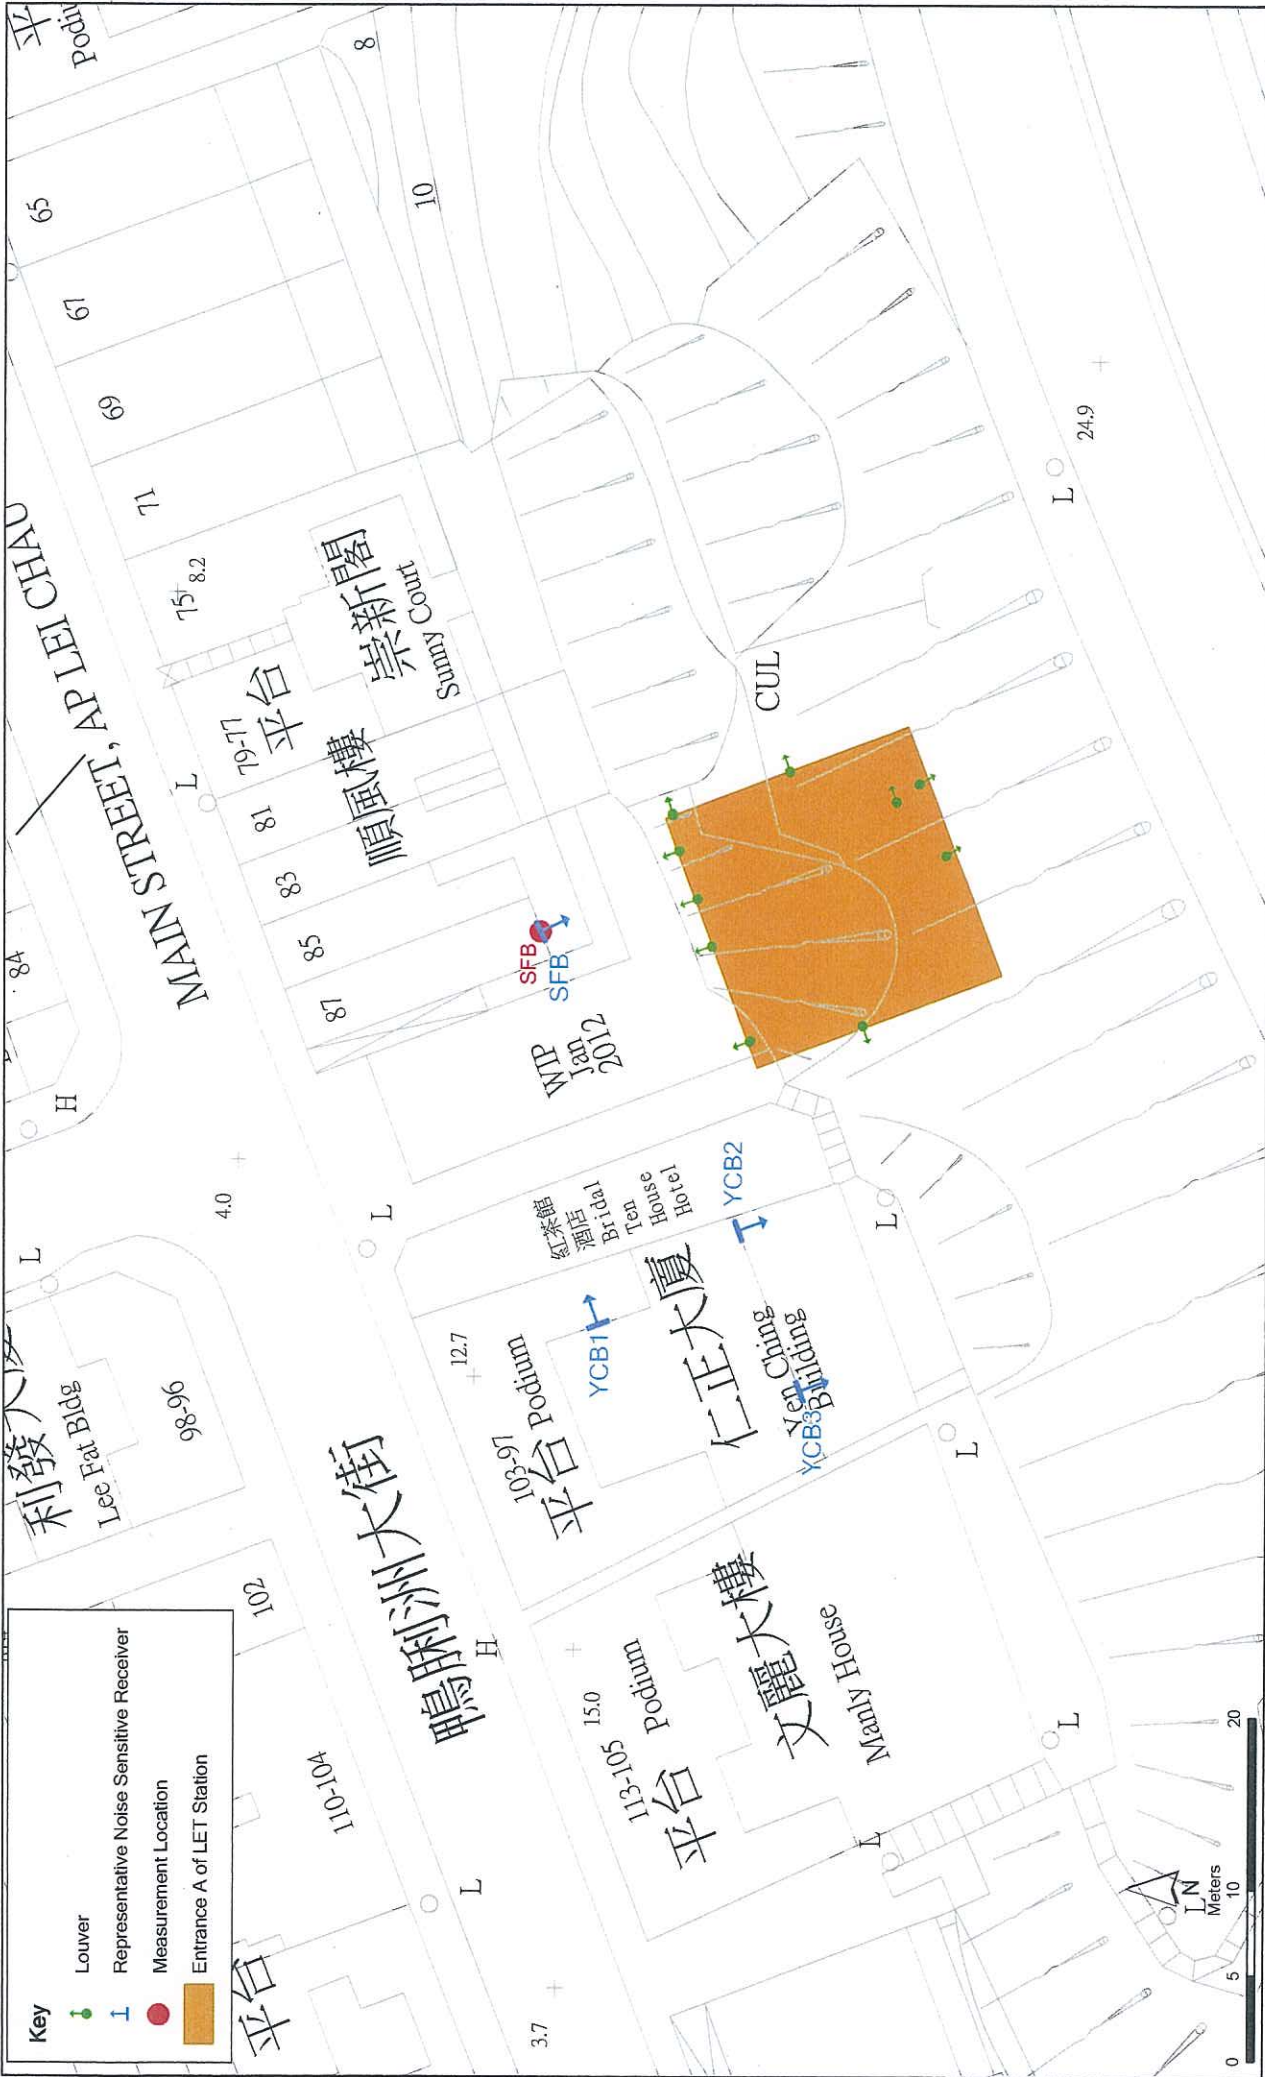 Key
Louver
Representative Noise Sensitive Receiver
Measurement Location
Entrance A of LET Station
平台
3.7
L
110-104
102
利發大
Lee Fat Bldg
98-96
L
4.0
H
84
MAIN STREET, AP LEI CHAU
鴨脷洲大街
H
L
L
平
Podiu
65
67
69
71
75
8.2
79-77
平台
81
83
85
87
順風樓
崇新閣
Sunny Court
8
10
SFB
SFB
WIP
Jan
2012
CUL
紅茶館
酒店
Bridal
Ten
House
Hotel
12.7
103-97
平台 Podium
YCB1
YCB2
YCB3
仁正大廈
Yen Ching
Building
15.0
113-105
平台 Podium
文麗大樓
Manly House
L
L
L
L
L
24.9
L
N
Meters
0 5 10 20